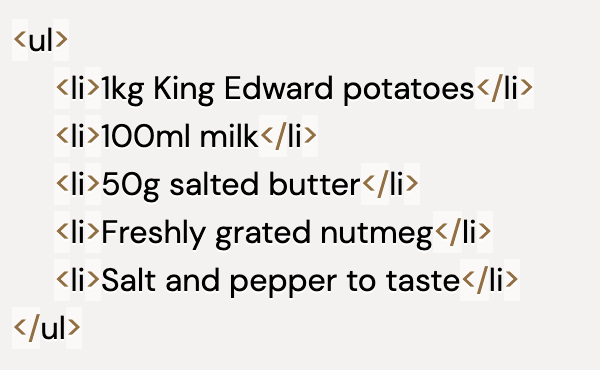 <ul>
<li>1kg King Edward potatoes</li>
<li>100ml milk</li>
<li>50g salted butter</li>
<li>Freshly grated nutmeg</li>
<li>Salt and pepper to taste</li>
</ul>